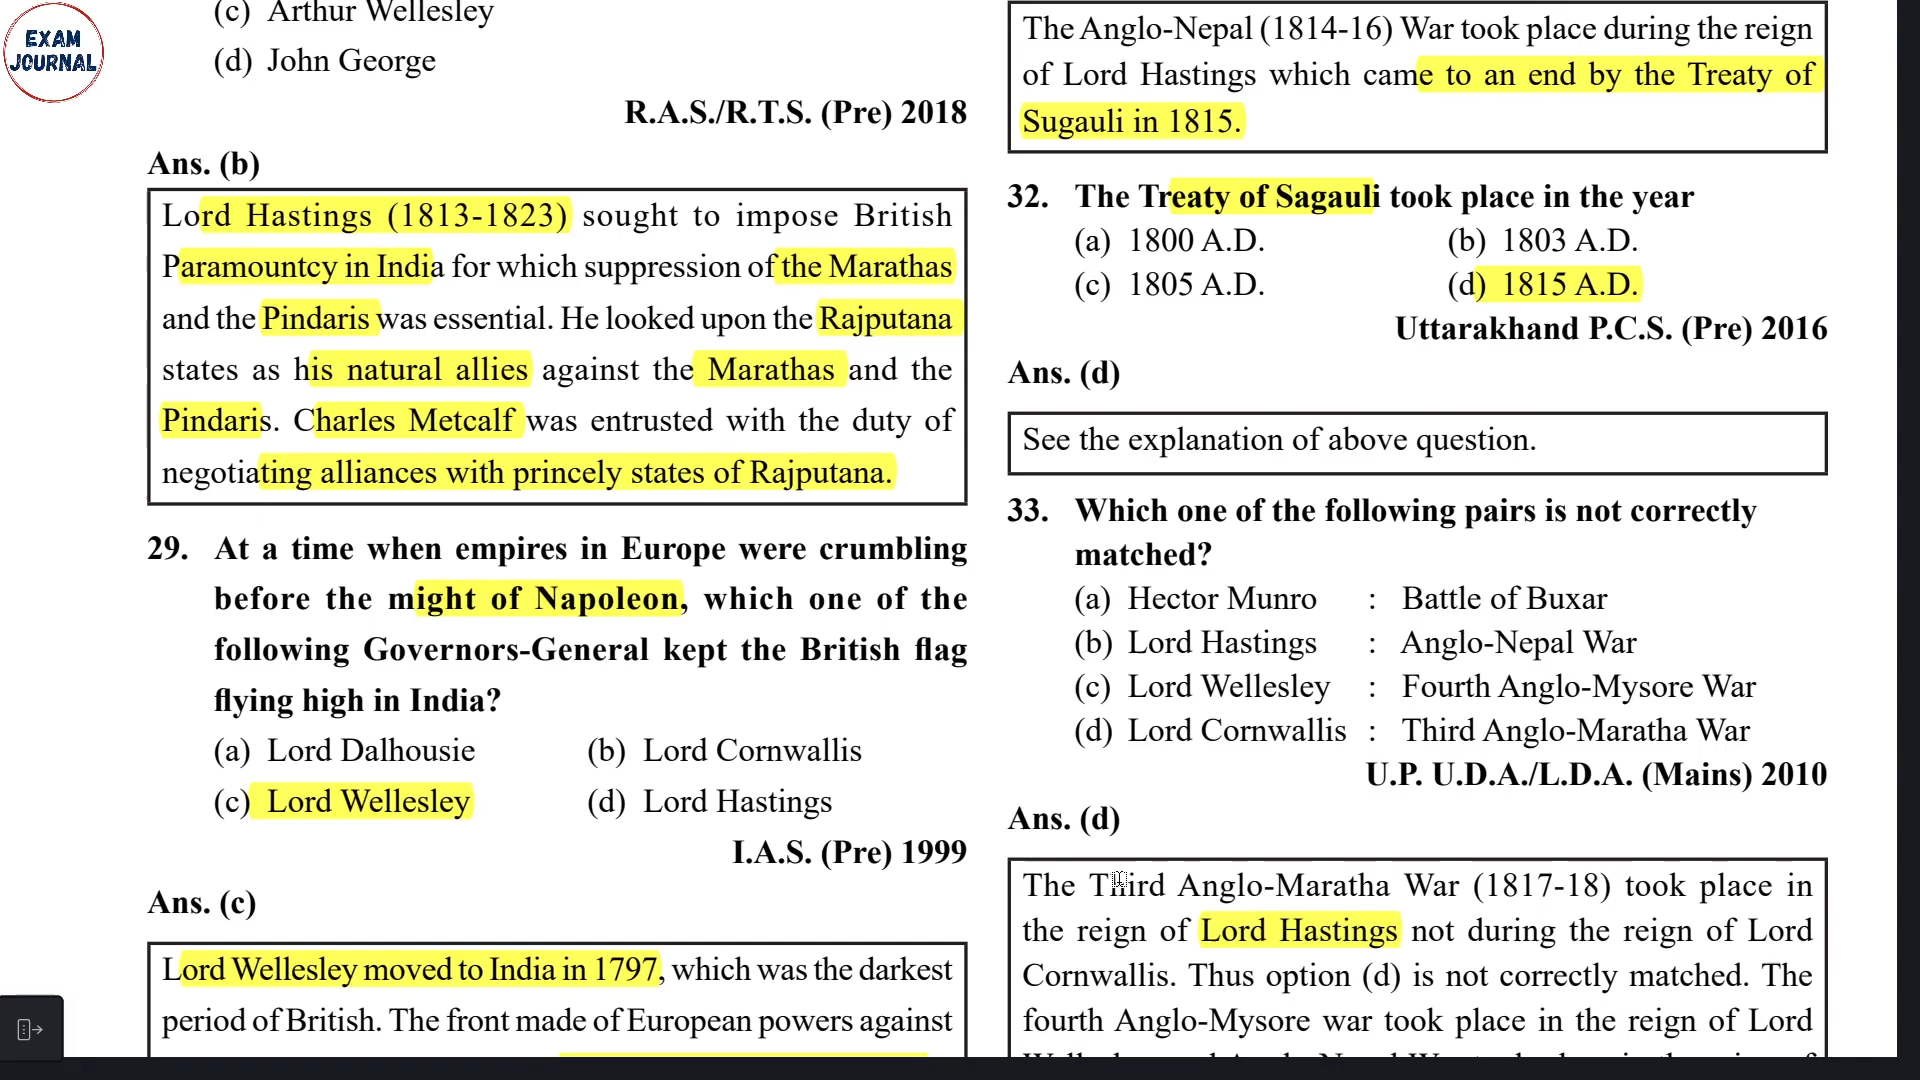 EXAM
JOURNAL
(c) Arthur Wellesley
(d) John George
R.A.S./R.T.S. (Pre) 2018
Ans. (b)
Lord Hastings (1813-1823) sought to impose British
Paramountcy in India for which suppression of the Marathas
and the Pindaris was essential. He looked upon the Rajputana
states as his natural allies against the Marathas and the
Pindaris. Charles Metcalf was entrusted with the duty of
negotiating alliances with princely states of Rajputana.
29. At a time when empires in Europe were crumbling
before the might of Napoleon, which one of the
following Governors-General kept the British flag
flying high in India?
(a) Lord Dalhousie (b) Lord Cornwallis
(c) Lord Wellesley (d) Lord Hastings
I.A.S. (Pre) 1999
Ans. (c)
Lord Wellesley moved to India in 1797, which was the darkest
period of British. The front made of European powers against
The Anglo-Nepal (1814-16) War took place during the reign
of Lord Hastings which came to an end by the Treaty of
Sugauli in 1815.
32. The Treaty of Sagauli took place in the year
(a) 1800 A.D. (b) 1803 A.D.
(c) 1805 A.D. (d) 1815 A.D.
Uttarakhand P.C.S. (Pre) 2016
Ans. (d)
See the explanation of above question.
33. Which one of the following pairs is not correctly
matched?
(a) Hector Munro : Battle of Buxar
(b) Lord Hastings : Anglo-Nepal War
(c) Lord Wellesley : Fourth Anglo-Mysore War
(d) Lord Cornwallis : Third Anglo-Maratha War
U.P. U.D.A./L.D.A. (Mains) 2010
Ans. (d)
The Third Anglo-Maratha War (1817-18) took place in
the reign of Lord Hastings not during the reign of Lord
Cornwallis. Thus option (d) is not correctly matched. The
fourth Anglo-Mysore war took place in the reign of Lord